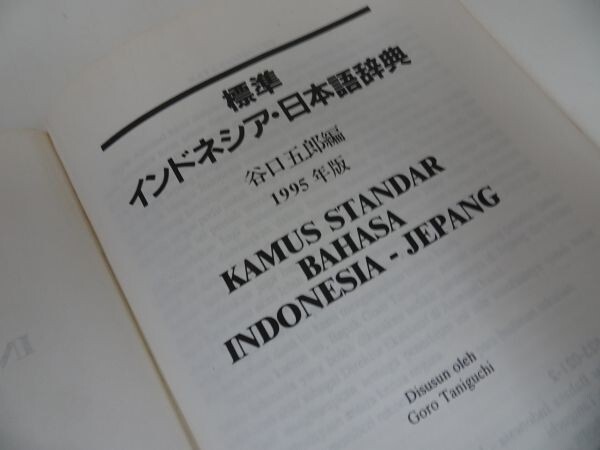 標準
インドネシア・日本語辞典
谷口五郎編
1995年版
KAMUS STANDAR
BAHASA
INDONESIA - JEPANG
Disusun oleh
Goro Taniguchi